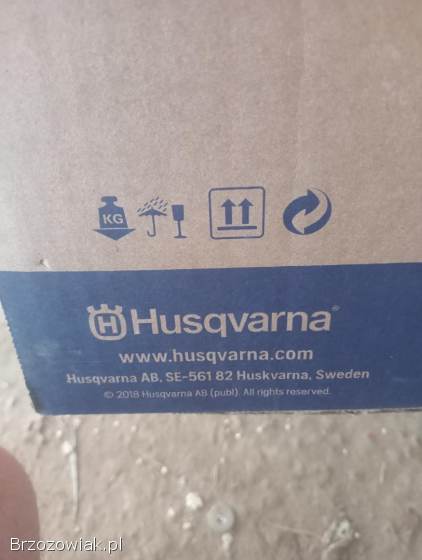 KG
Husqvarna®
www.husqvarna.com
Husqvarna AB, SE-561 82 Huskvarna, Sweden
© 2018 Husqvarna AB (publ). All rights reserved.
Brzozowiak.pl